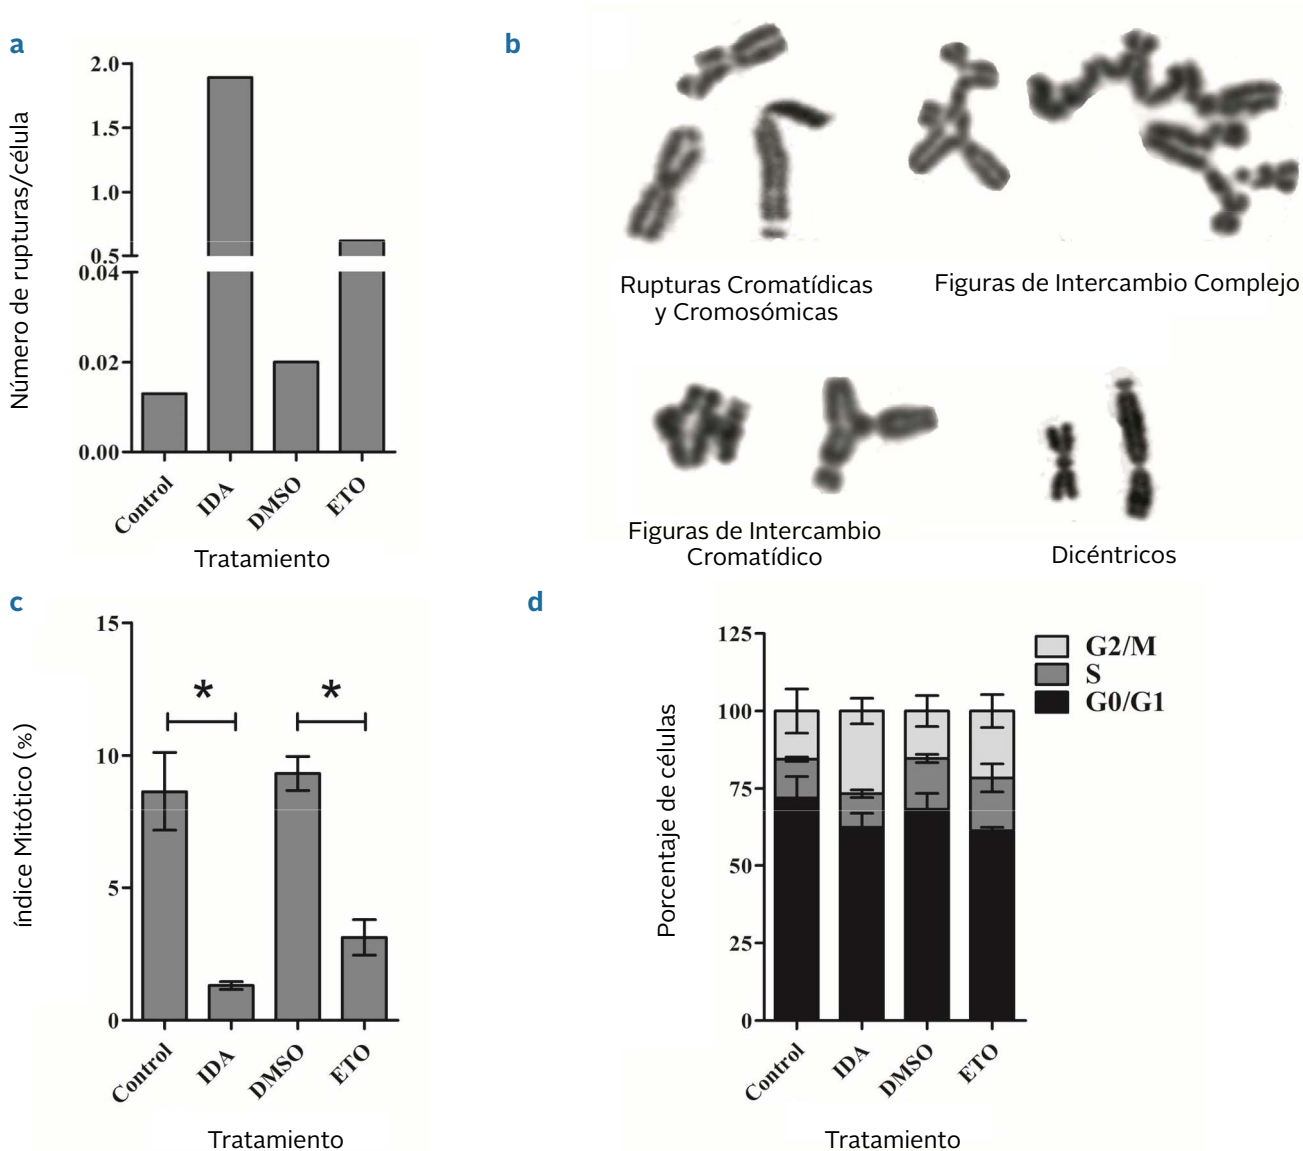 a
Número de rupturas/célula
2.0
1.5
1.0
0.5
0.04
0.02
0.00
Control
IDA
DMSO
ETO
Tratamiento
b
Rupturas Cromatídicas
y Cromosómicas
Figuras de Intercambio Complejo
Figuras de Intercambio
Cromatídico
Dicéntricos
c
índice Mitótico (%)
15
10
5
0
*
*
Control
IDA
DMSO
ETO
Tratamiento
d
Porcentaje de células
125
100
75
50
25
0
G2/M
S
G0/G1
Control
IDA
DMSO
ETO
Tratamiento